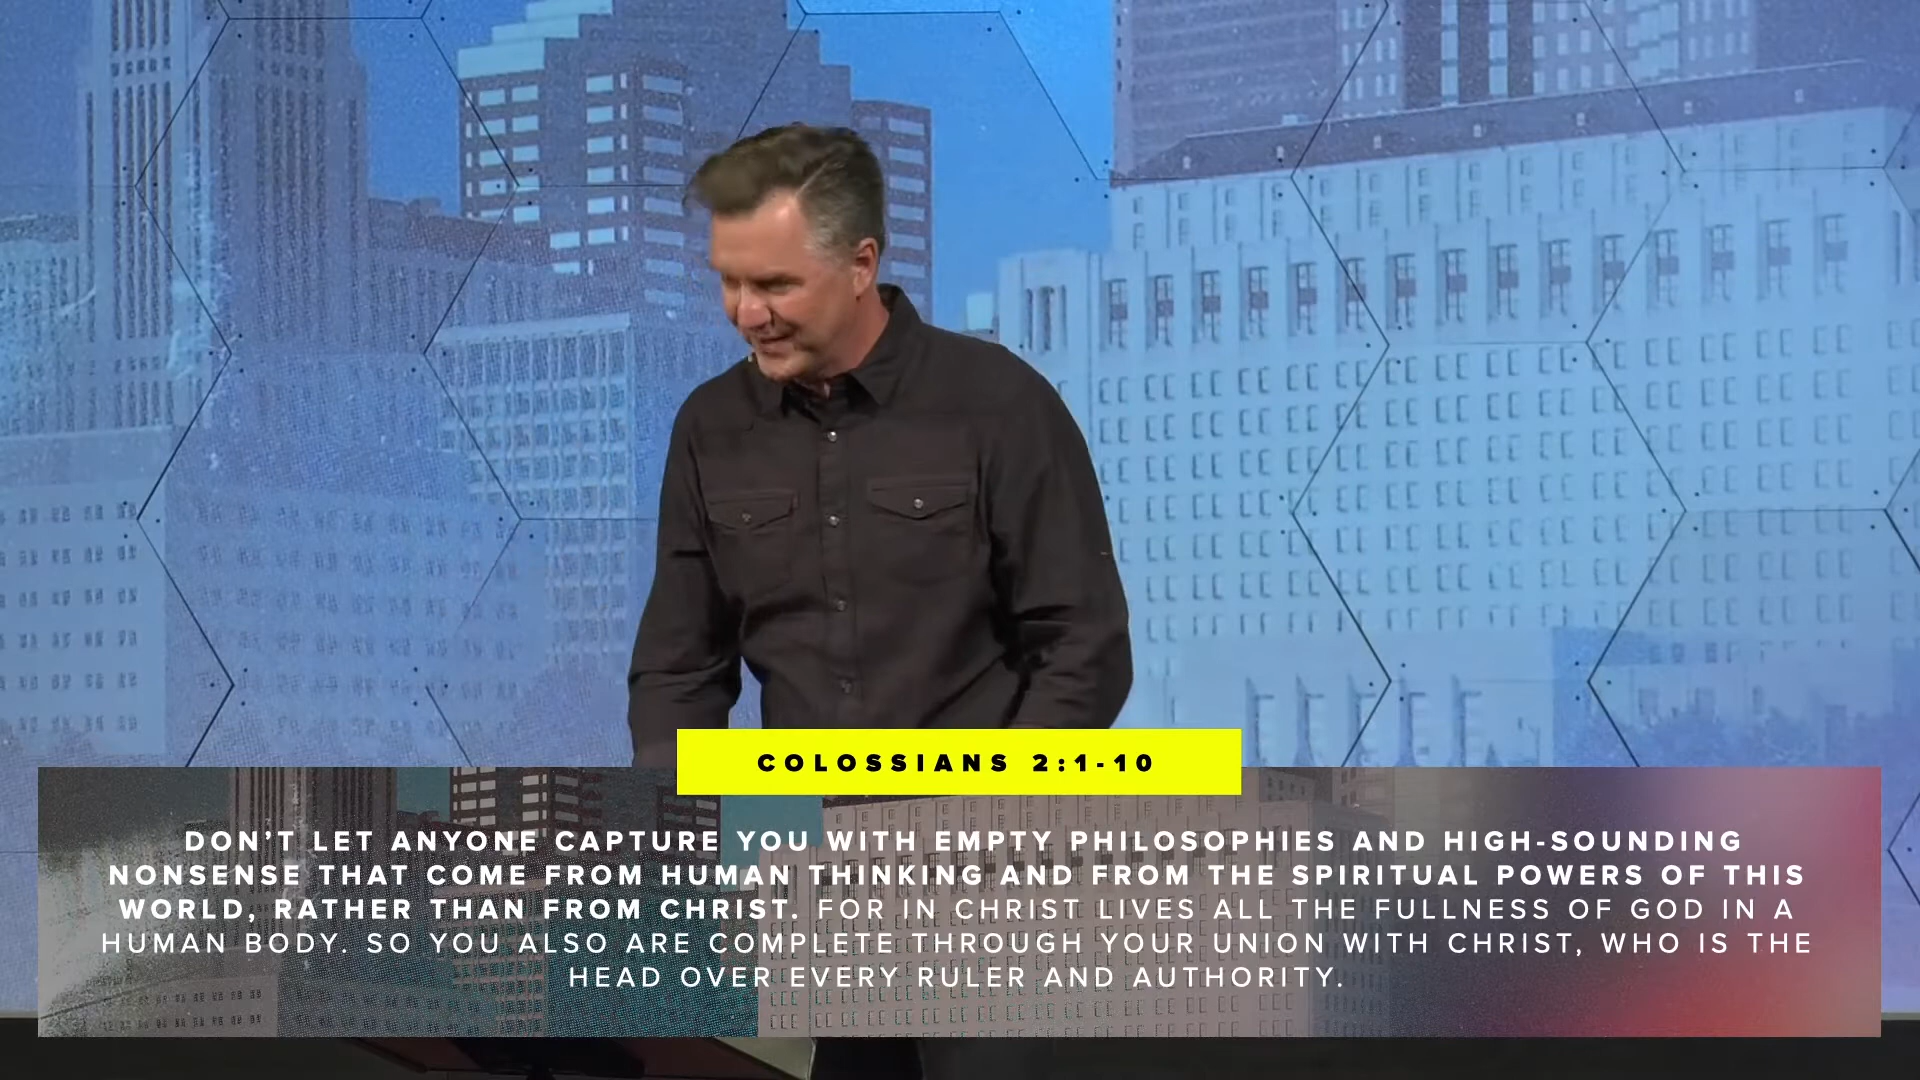 COLOSSIANS 2:1-10
DON'T LET ANYONE CAPTURE YOU WITH EMPTY PHILOSOPHIES AND HIGH-SOUNDING
NONSENSE THAT COME FROM HUMAN THINKING AND FROM THE SPIRITUAL POWERS OF THIS
WORLD, RATHER THAN FROM CHRIST. FOR IN CHRIST LIVES ALL THE FULLNESS OF GOD IN A
HUMAN BODY. SO YOU ALSO ARE COMPLETE THROUGH YOUR UNION WITH CHRIST, WHO IS THE
HEAD OVER EVERY RULER AND AUTHORITY.